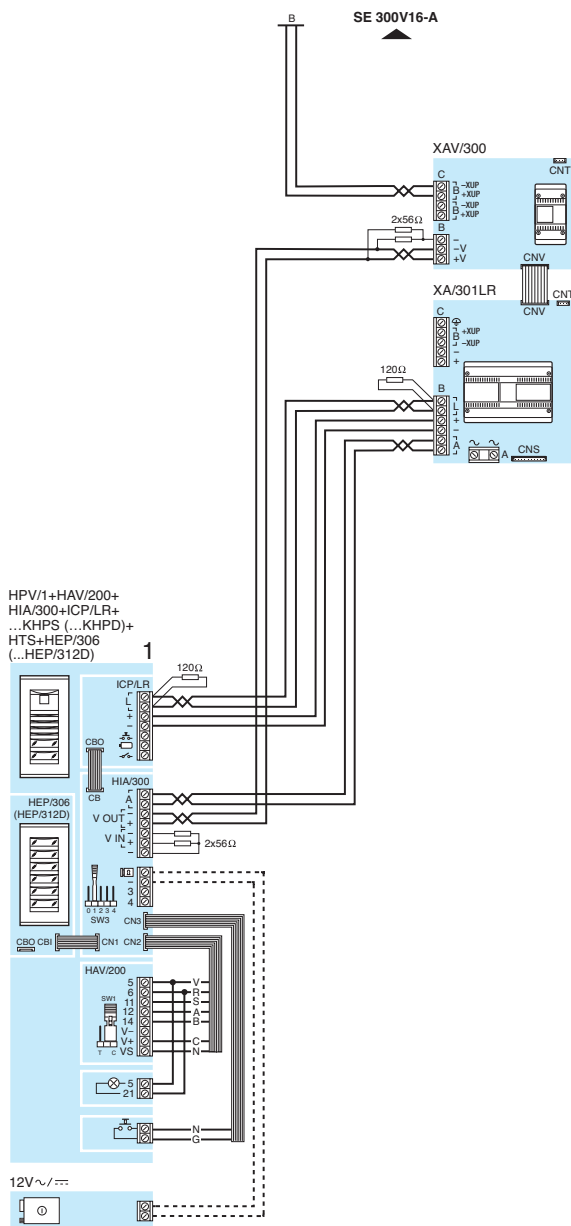 B
SE 300V16-A
XAV/300
CNT
C
B
–XUP
+XUP
B
–XUP
+XUP
2x56Ω
B
–
–V
+V
CNV
XA/301LR
CNV
CNT
C
B
+XUP
–XUP
–
+
120Ω
B
L
+
–
A
A
CNS
HPV/1+HAV/200+
HIA/300+ICP/LR+
…KHPS (…KHPD)+
HTS+HEP/306
(...HEP/312D)
1
ICP/LR
120Ω
L
+
–
CBO
CB
HIA/300
A
V OUT
–
+
V IN
–
+
–
2x56Ω
HEP/306
(HEP/312D)
–
3
4
0 1 2 3 4
SW3
CN3
CBO CBI
CN1 CN2
HAV/200
5 V
6 R
11 S
12 A
14 B
V–
V+ C
VS N
SW1
T C
5
21
N
G
12V~/⎓